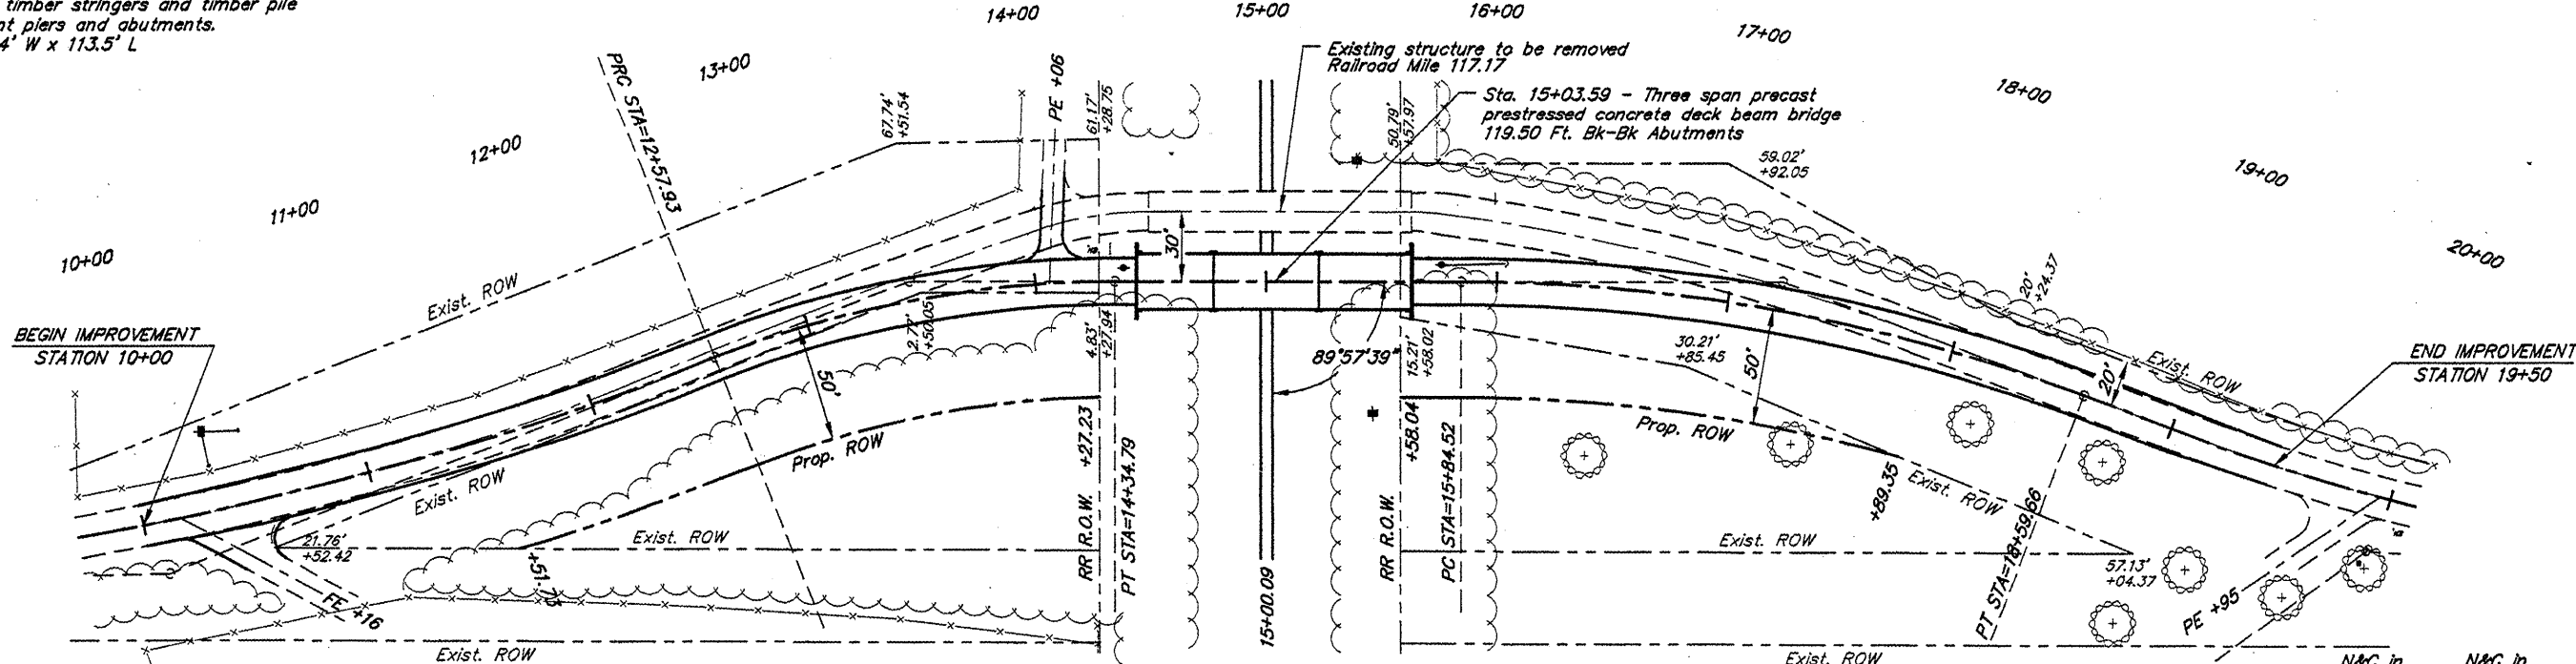 timber stringers and timber pile
nt piers and abutments.
4' W x 113.5' L
10+00
11+00
12+00
13+00
14+00
15+00
16+00
17+00
18+00
19+00
20+00
PRC STA=12+57.93
67.74'
+51.54
PE +06
61.17'
+28.75
Existing structure to be removed
Railroad Mile 117.17
Sta. 15+03.59 - Three span precast
prestressed concrete deck beam bridge
119.50 Ft. Bk-Bk Abutments
50.79'
+57.97
59.02'
+92.05
20'
+24.37
Exist. ROW
BEGIN IMPROVEMENT
STATION 10+00
30'
2.77'
+50.05
4.83'
+27.94
89°57'39"
15.21'
+58.02
30.21'
+85.45
50'
50'
20'
Exist. ROW
END IMPROVEMENT
STATION 19+50
Exist. ROW
Prop. ROW
Prop. ROW
+27.23
+58.04
+89.35
Exist. ROW
21.76'
+52.42
Exist. ROW
Exist. ROW
+51.73
RR R.O.W.
PT STA=14+34.79
15+00.09
RR R.O.W.
PC STA=15+84.52
PT STA=18+59.66
57.13'
+04.37
FE +16
PE +95
Exist. ROW
Exist. ROW
N&C in
N&C in